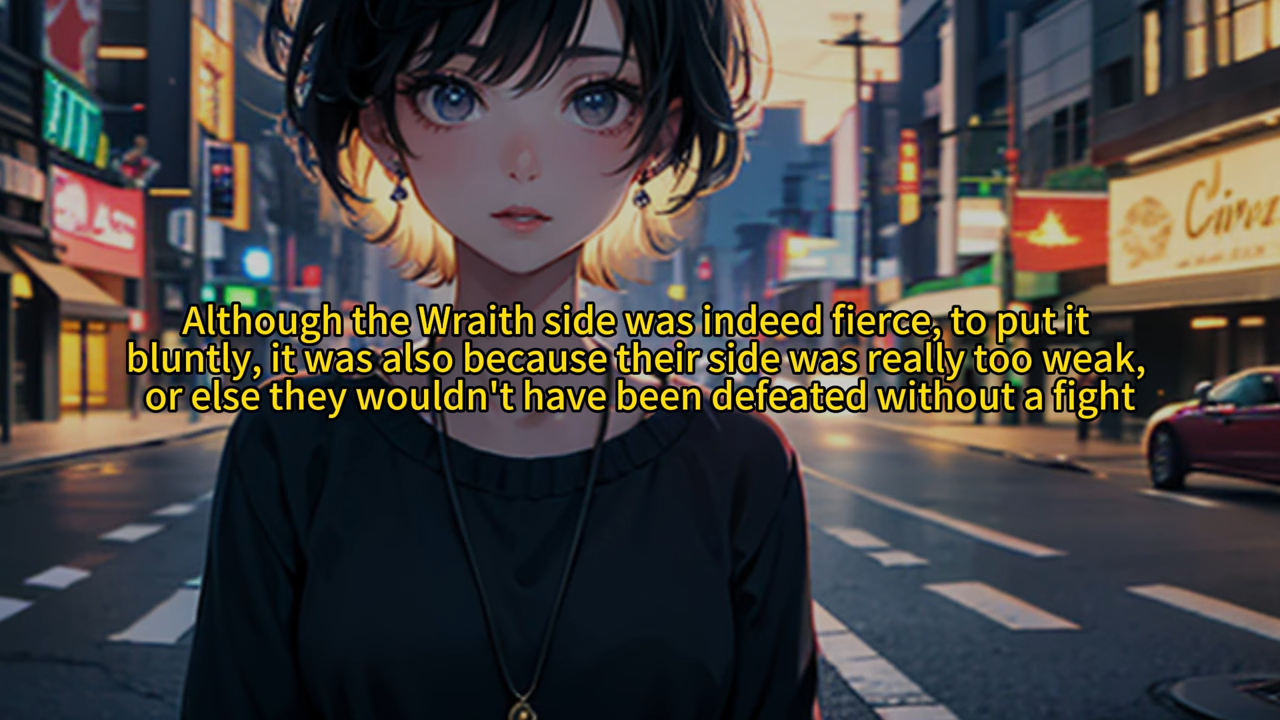 Although the Wraith side was indeed fierce, to put it
bluntly, it was also because their side was really too weak,
or else they wouldn't have been defeated without a fight